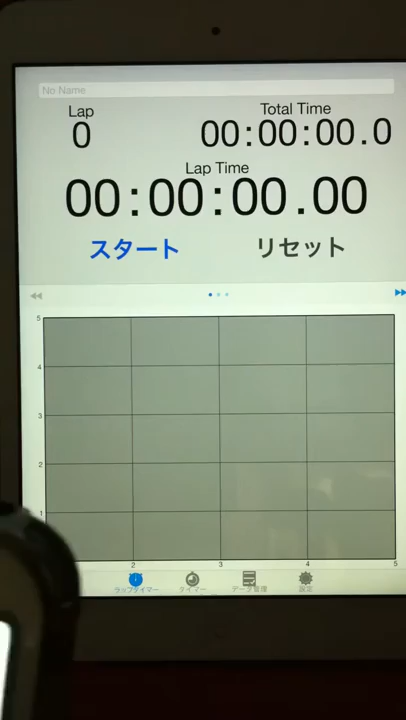 No Name
Lap
Total Time
0
00:00:00.0
Lap Time
00:00:00.00
スタート
リセット
5
4
3
2
1
2
3
4
5
ラップタイマー
タイマー
データ管理
設定